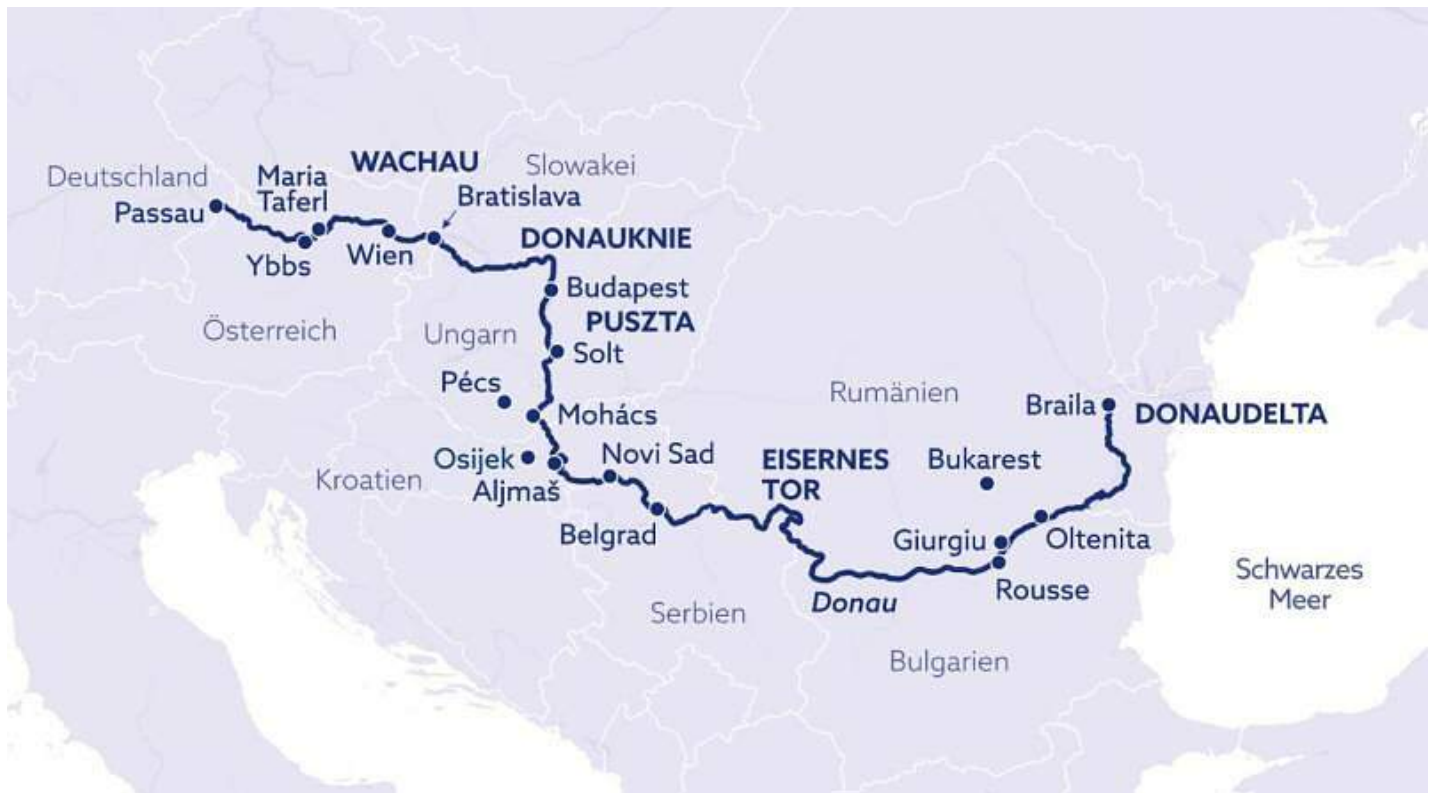 WACHAU
Slowakei
Deutschland
Maria
Taferl
Bratislava
Passau
DONAUKNIE
Wien
Ybbs
Budapest
PUSZTA
Österreich
Ungarn
Solt
Pécs
Rumänien
Braila
DONAUDELTA
Mohács
Novi Sad
Osijek
EISERNES
TOR
Bukarest
Kroatien
Aljmaš
Belgrad
Giurgiu
Oltenita
Schwarzes
Meer
Rousse
Donau
Serbien
Bulgarien